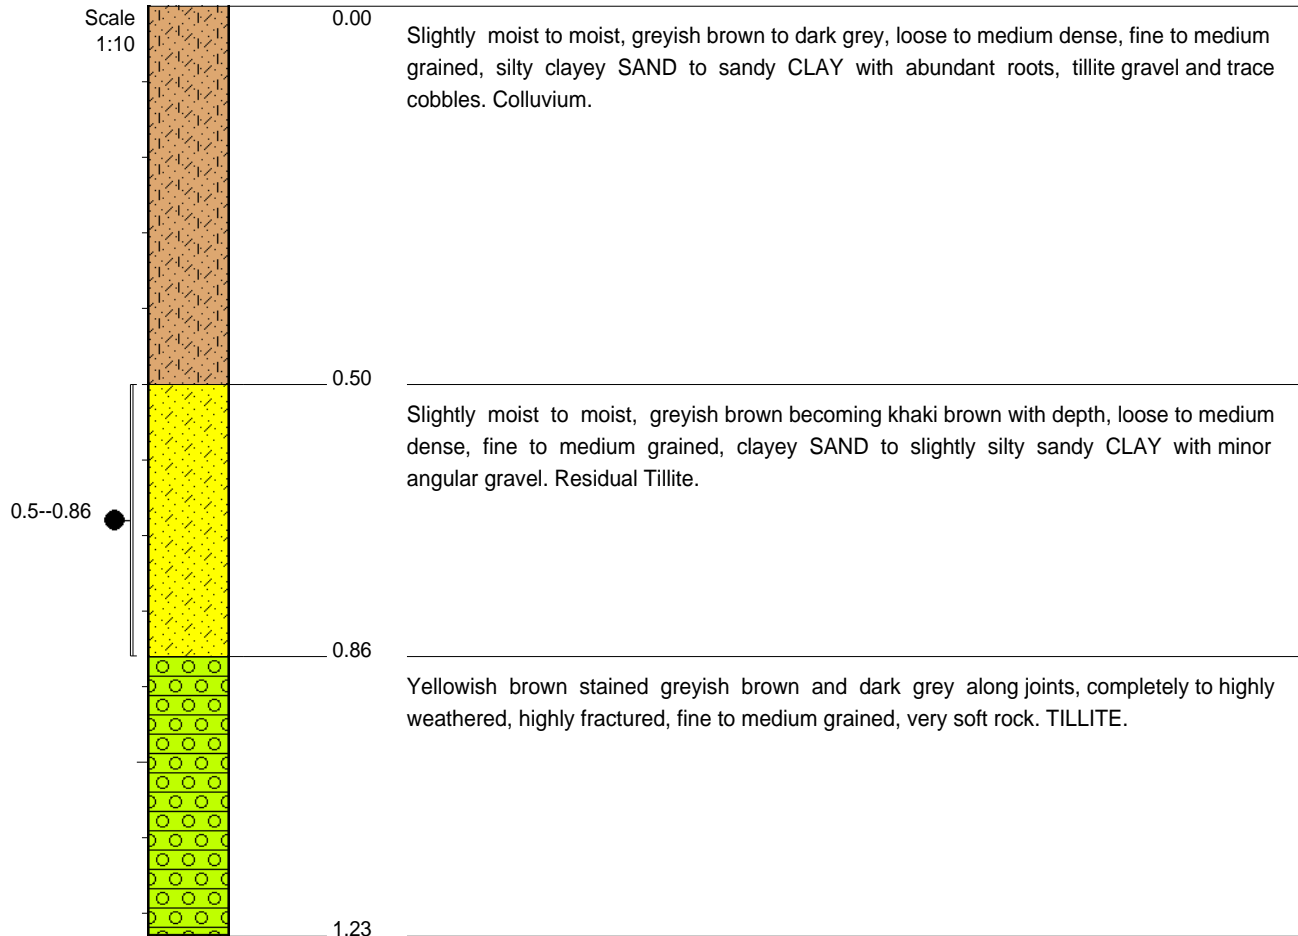 Scale
1:10
0.00
Slightly moist to moist, greyish brown to dark grey, loose to medium dense, fine to medium
grained, silty clayey SAND to sandy CLAY with abundant roots, tillite gravel and trace
cobbles. Colluvium.
0.50
Slightly moist to moist, greyish brown becoming khaki brown with depth, loose to medium
dense, fine to medium grained, clayey SAND to slightly silty sandy CLAY with minor
angular gravel. Residual Tillite.
0.5--0.86
0.86
Yellowish brown stained greyish brown and dark grey along joints, completely to highly
weathered, highly fractured, fine to medium grained, very soft rock. TILLITE.
1.23